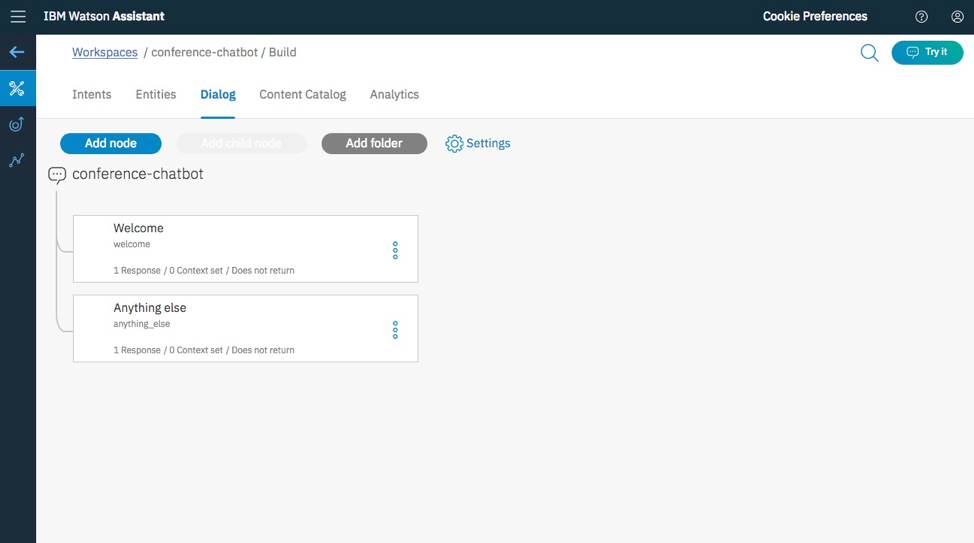 IBM Watson Assistant
Cookie Preferences
Workspaces / conference-chatbot / Build
Try it
Intents
Entities
Dialog
Content Catalog
Analytics
Add node
Add child node
Add folder
Settings
conference-chatbot
Welcome
welcome
1 Response / 0 Context set / Does not return
Anything else
anything_else
1 Response / 0 Context set / Does not return